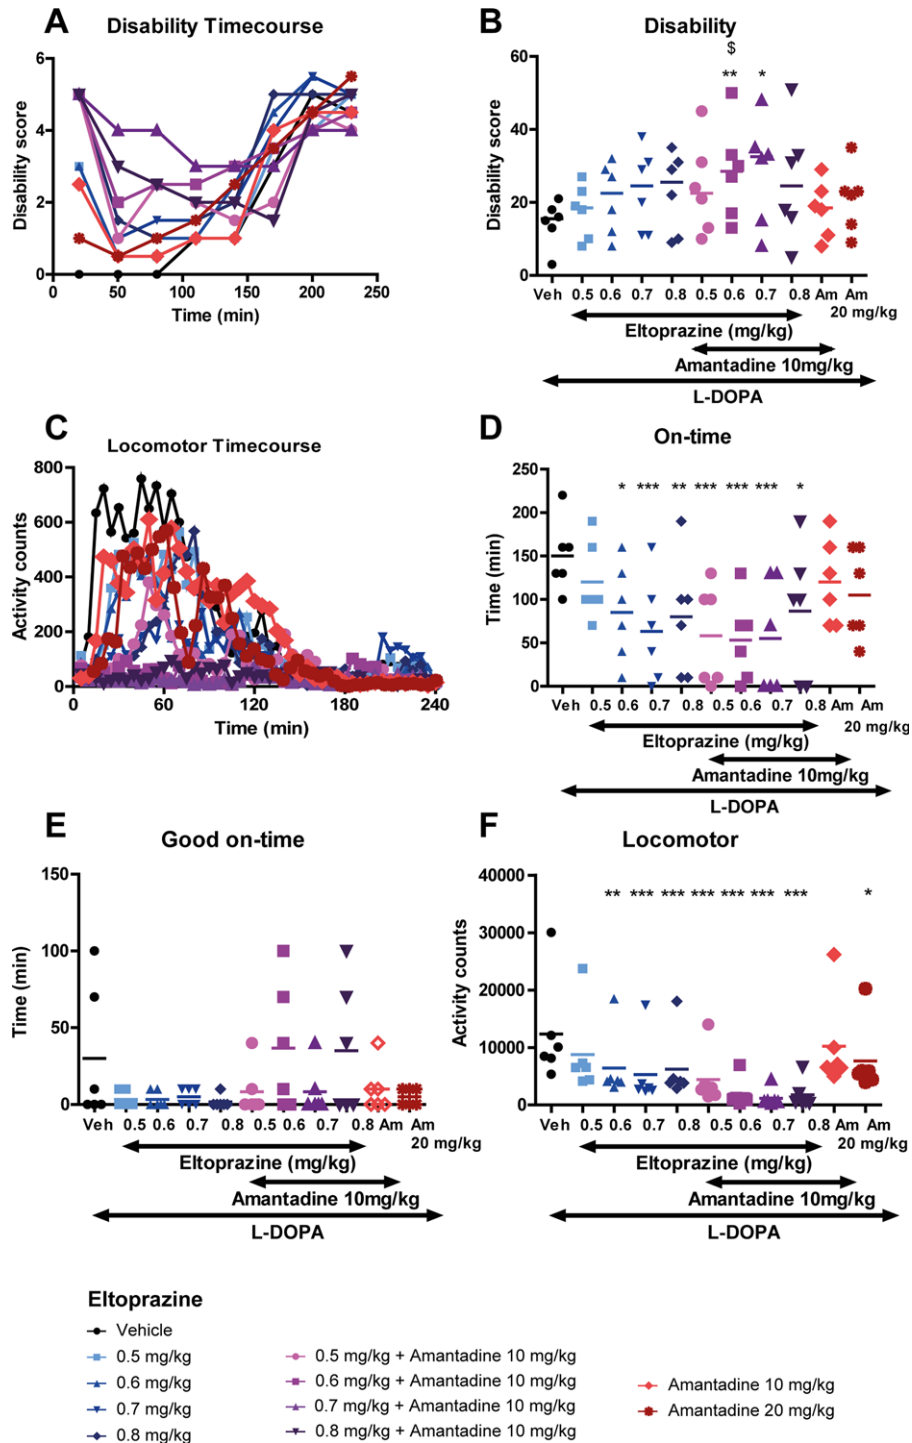 A Disability Timecourse
Disability score
6
4
2
0
0 50 100 150 200 250
Time (min)
B Disability
Disability score
60
40
20
0
$
** *
Veh 0.5 0.6 0.7 0.8 0.5 0.6 0.7 0.8 Am Am
20 mg/kg
Eltoprazine (mg/kg)
Amantadine 10mg/kg
L-DOPA
C Locomotor Timecourse
Activity counts
800
600
400
200
0
0 60 120 180 240
Time (min)
D On-time
Time (min)
250
200
150
100
50
0
* *** ** *** *** *** *
Veh 0.5 0.6 0.7 0.8 0.5 0.6 0.7 0.8 Am Am
20 mg/kg
Eltoprazine (mg/kg)
Amantadine 10mg/kg
L-DOPA
E Good on-time
Time (min)
150
100
50
0
Veh 0.5 0.6 0.7 0.8 0.5 0.6 0.7 0.8 Am Am
20 mg/kg
Eltoprazine (mg/kg)
Amantadine 10mg/kg
L-DOPA
F Locomotor
Activity counts
40000
30000
20000
10000
0
** *** *** *** *** *** *** *
Veh 0.5 0.6 0.7 0.8 0.5 0.6 0.7 0.8 Am Am
20 mg/kg
Eltoprazine (mg/kg)
Amantadine 10mg/kg
L-DOPA
Eltoprazine
Vehicle
0.5 mg/kg
0.6 mg/kg
0.7 mg/kg
0.8 mg/kg
0.5 mg/kg + Amantadine 10 mg/kg
0.6 mg/kg + Amantadine 10 mg/kg
0.7 mg/kg + Amantadine 10 mg/kg
0.8 mg/kg + Amantadine 10 mg/kg
Amantadine 10 mg/kg
Amantadine 20 mg/kg